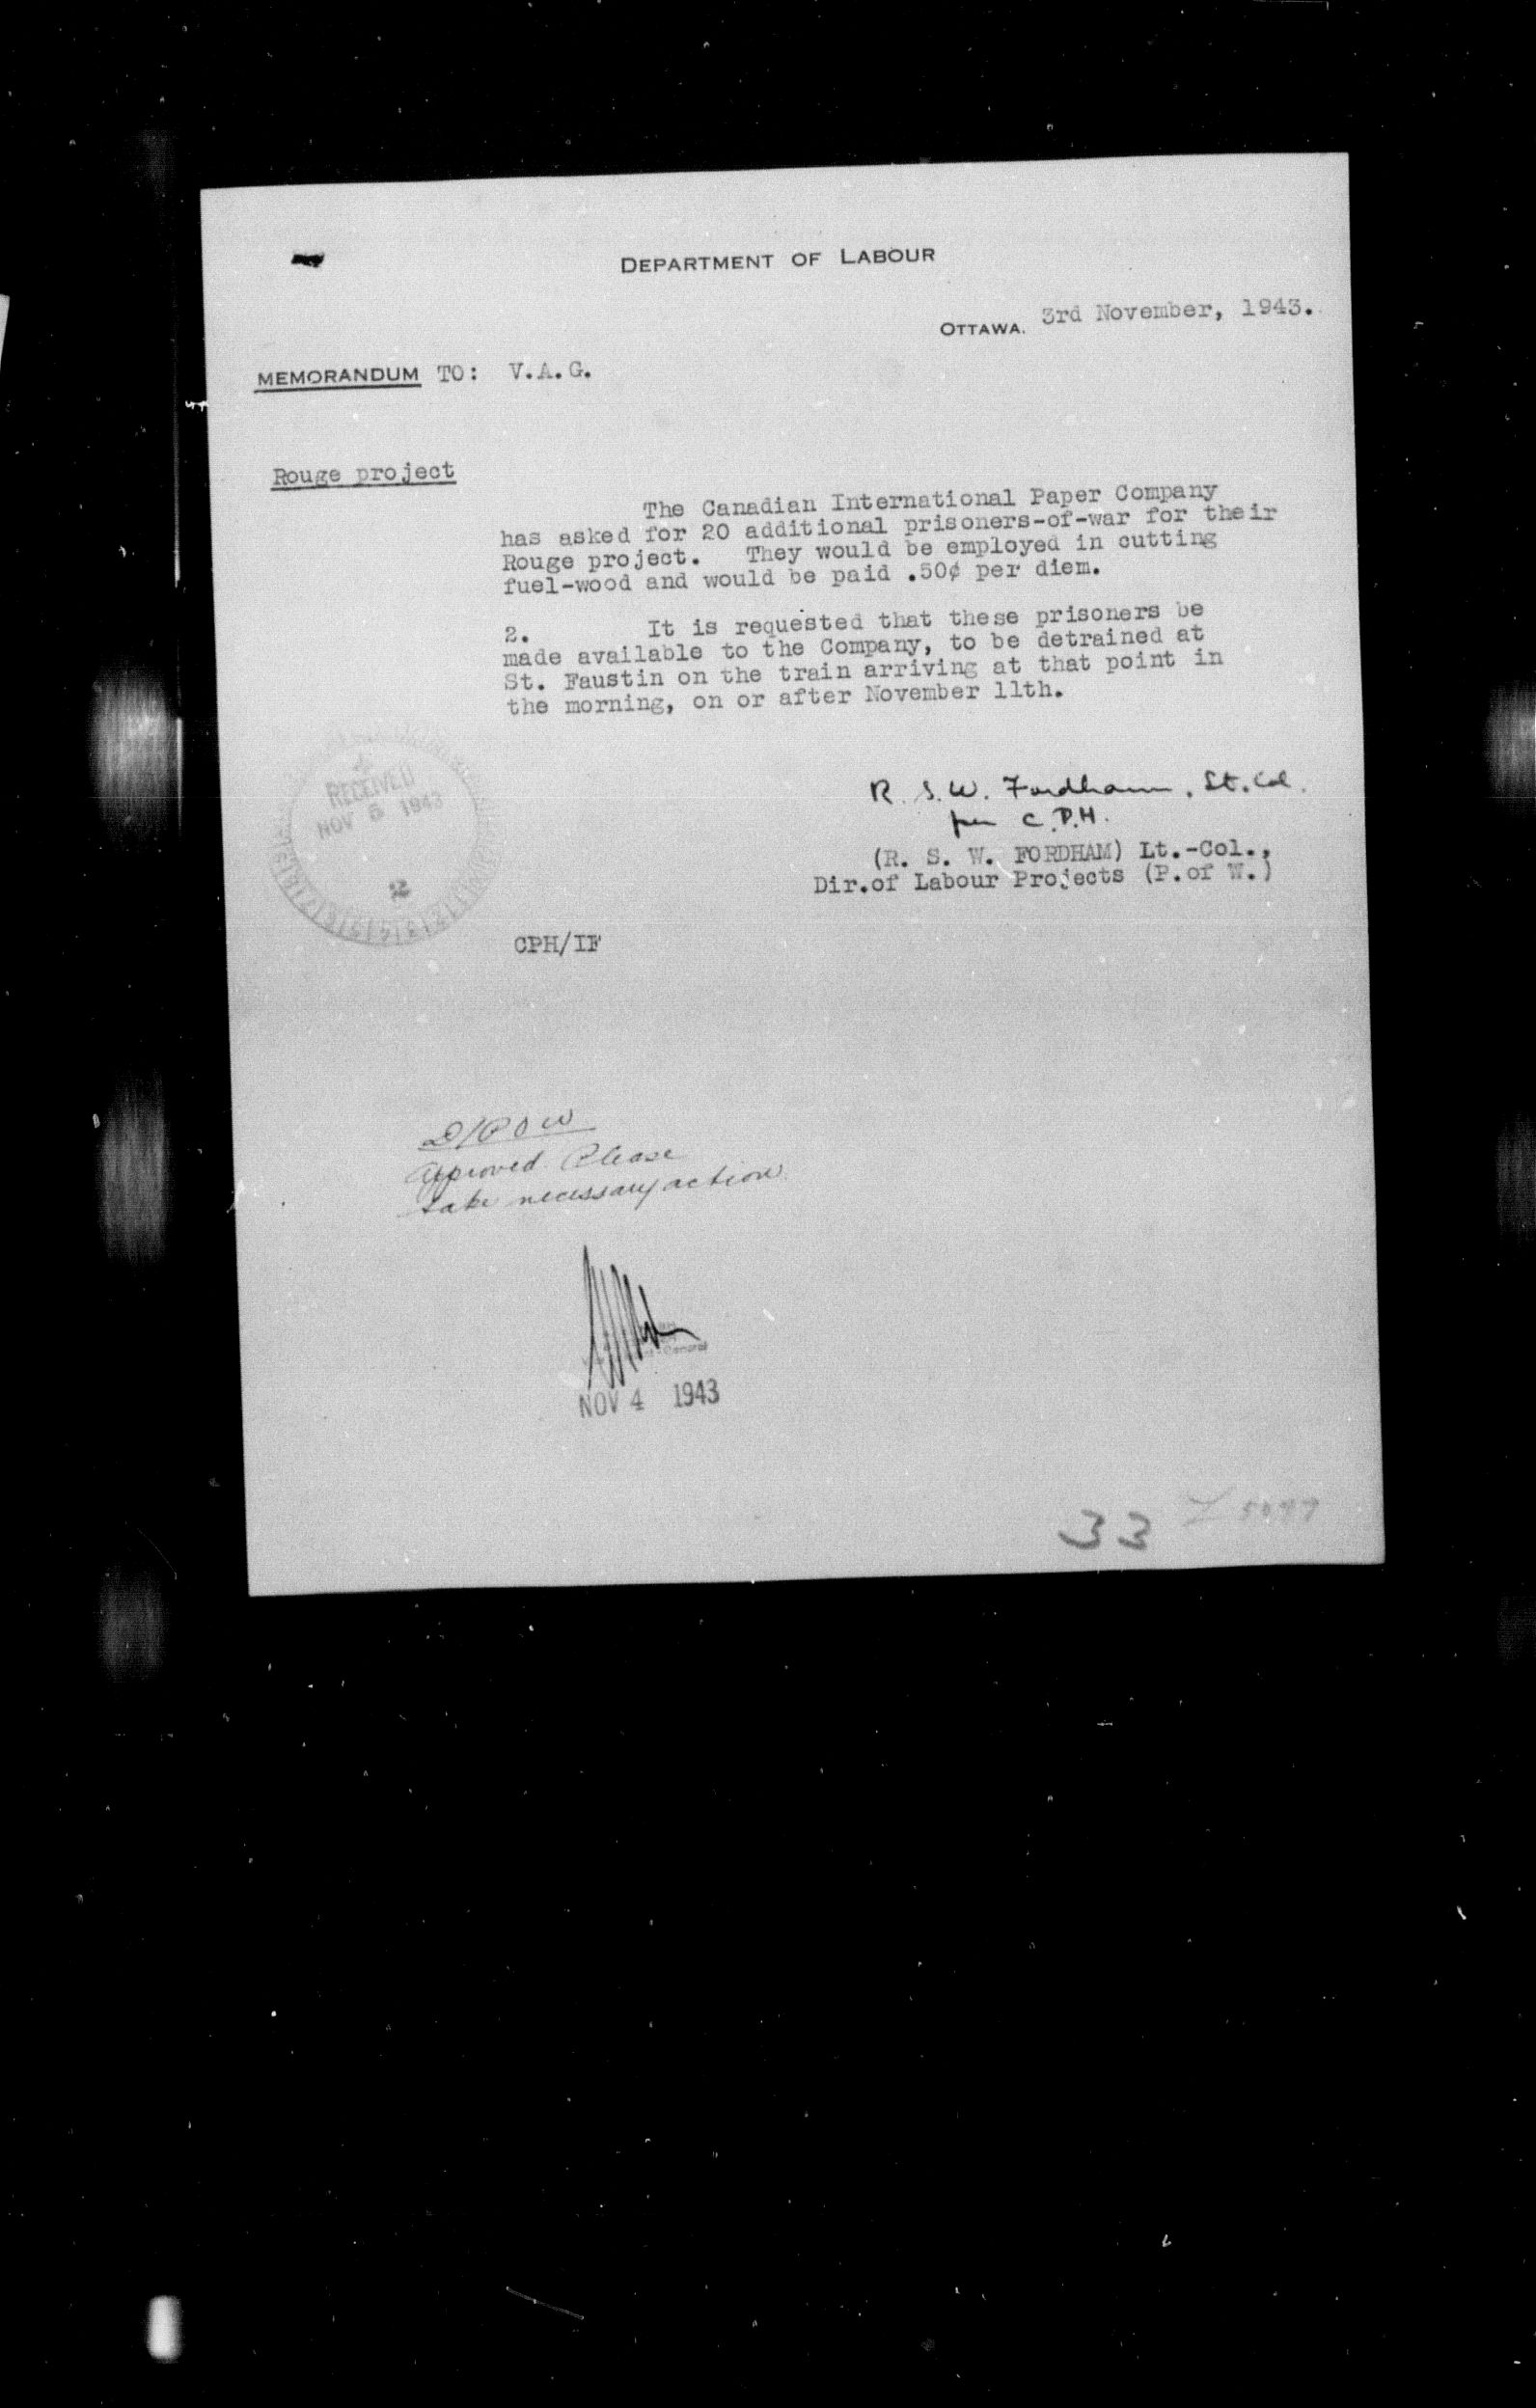 DEPARTMENT OF LABOUR
OTTAWA. 3rd November, 1943.
MEMORANDUM TO: V.A.G.
Rouge project
The Canadian International Paper Company
has asked for 20 additional prisoners-of-war for their
Rouge project. They would be employed in cutting
fuel-wood and would be paid .50¢ per diem.
2. It is requested that these prisoners be
made available to the Company, to be detrained at
St. Faustin on the train arriving at that point in
the morning, on or after November 11th.
RECEIVED
NOV 5 1943
2
R. S. W. Fordham, Lt. Col.
per C.P.H.
(R. S. W. FORDHAM) Lt.-Col.,
Dir.of Labour Projects (P.of W.)
CPH/IF
D/POW
Approved. Please
take necessary action
NOV 4 1943
33